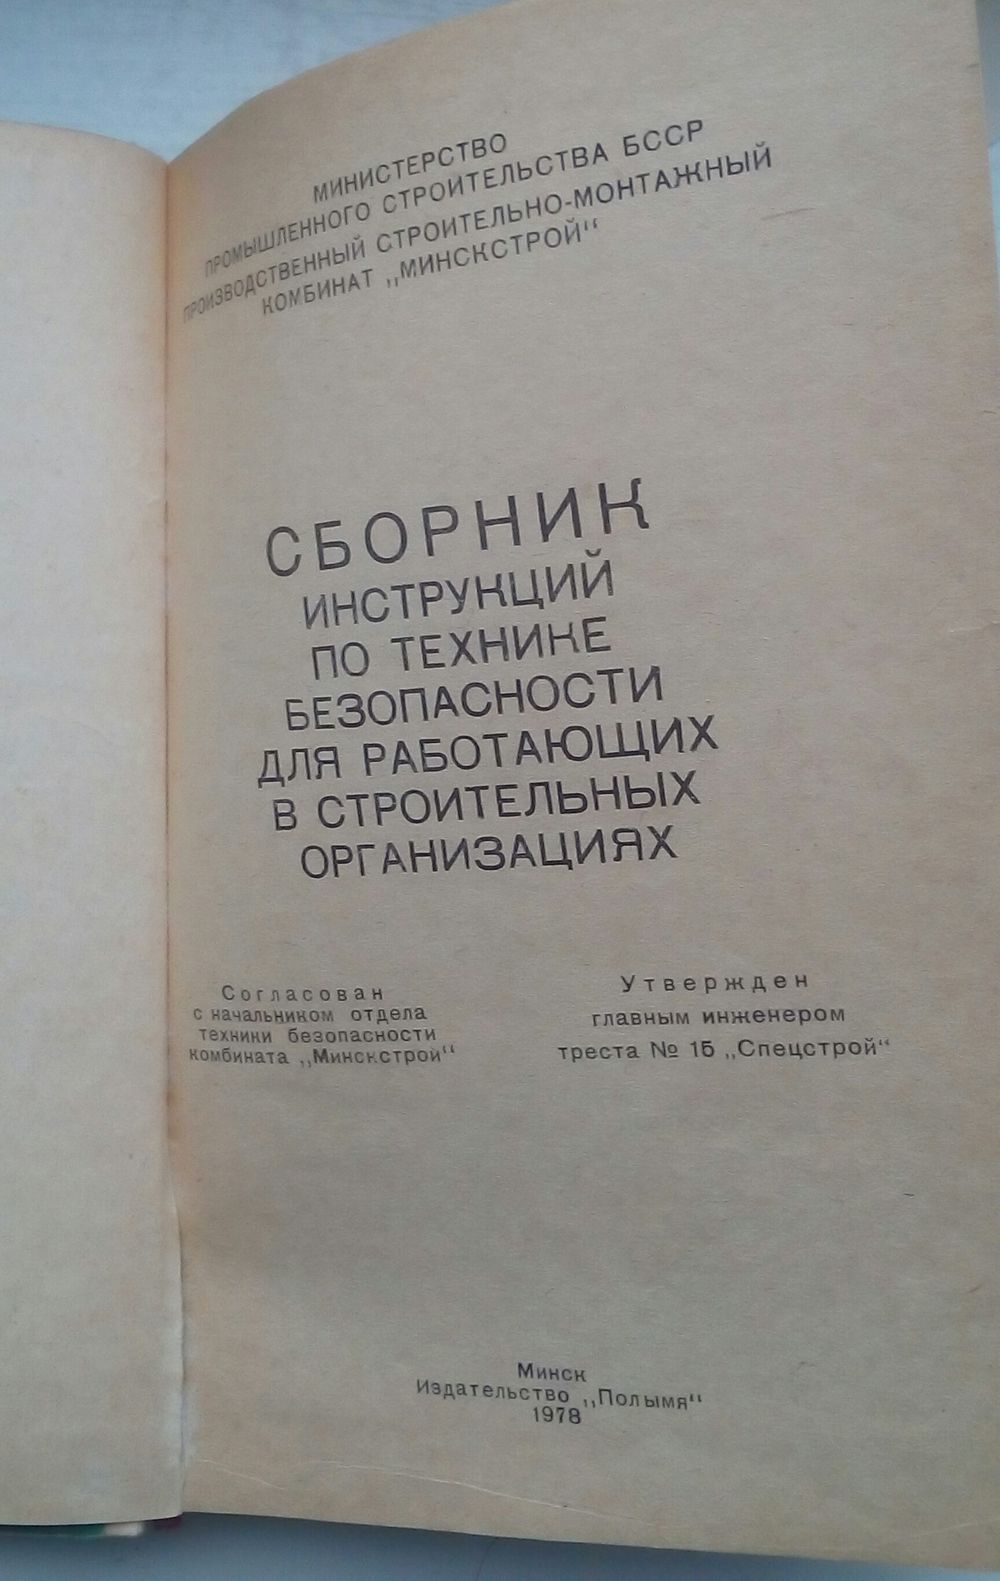 МИНИСТЕРСТВО
ПРОМЫШЛЕННОГО СТРОИТЕЛЬСТВА БССР
ПРОИЗВОДСТВЕННЫЙ СТРОИТЕЛЬНО-МОНТАЖНЫЙ
КОМБИНАТ „МИНСКСТРОЙ“
СБОРНИК
ИНСТРУКЦИЙ
ПО ТЕХНИКЕ
БЕЗОПАСНОСТИ
ДЛЯ РАБОТАЮЩИХ
В СТРОИТЕЛЬНЫХ
ОРГАНИЗАЦИЯХ
Согласован
с начальником отдела
техники безопасности
комбината „Минскстрой“
Утвержден
главным инженером
треста № 15 „Спецстрой“
Минск
Издательство „Полымя“
1978